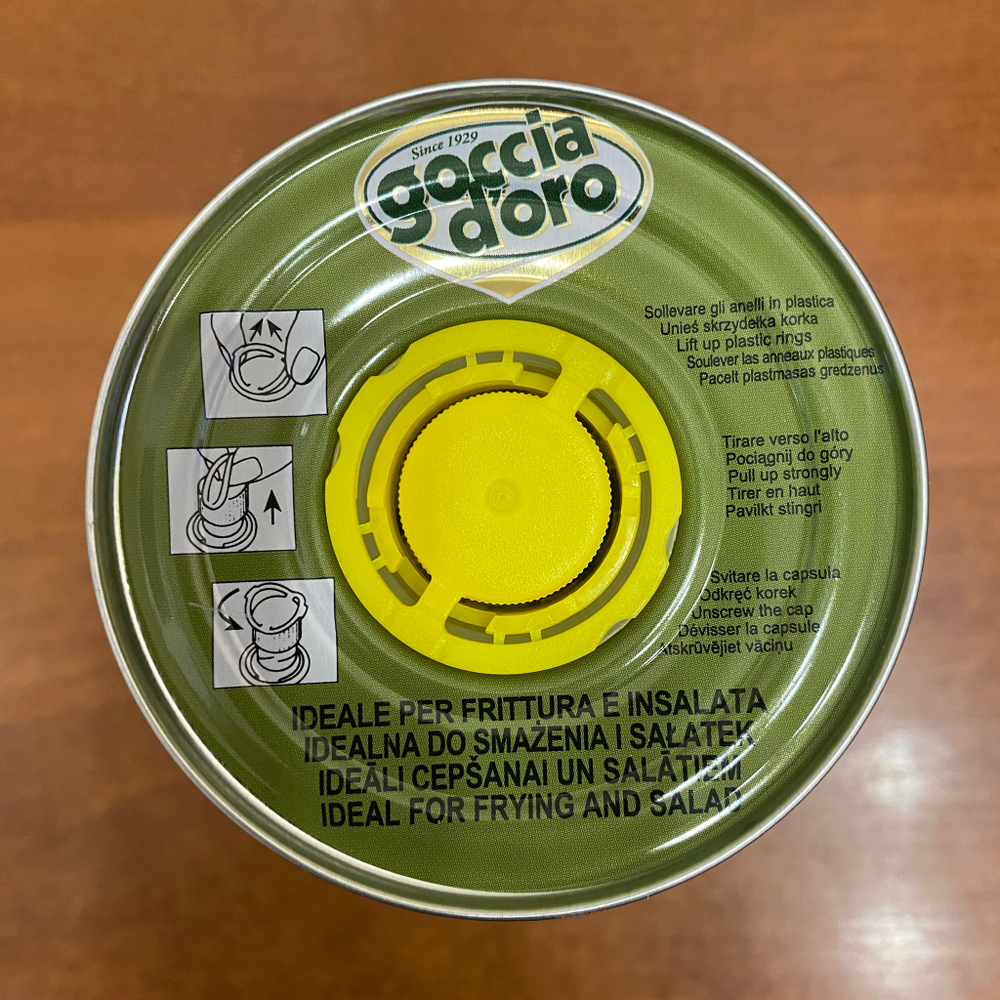 Since 1929
goccia
d'oro
Sollevare gli anelli in plastica
Unieś skrzydełka korka
Lift up plastic rings
Soulever las anneaux plastiques
Pacelt plastmasas gredzenus
Tirare verso l'alto
Pociągnij do góry
Pull up strongly
Tirer en haut
Pavilkt stingri
Svitare la capsula
Odkręć korek
Unscrew the cap
Dévisser la capsule
Atskrūvējiet vāciņu
IDEALE PER FRITTURA E INSALATA
IDEALNA DO SMAŻENIA I SAŁATEK
IDEĀLI CEPŠANAI UN SALĀTIEM
IDEAL FOR FRYING AND SALAD